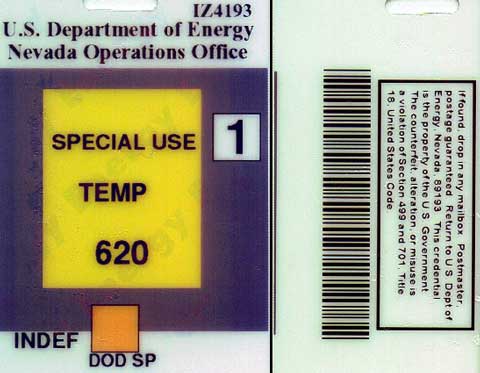 IZ4193
U.S. Department of Energy
Nevada Operations Office
SPECIAL USE
1
TEMP
620
INDEF
DOD SP
If found, drop in any mailbox. Postmaster,
postage guaranteed. Return to U.S. Dept of
Energy, Nevada, 89193. This credential
is the property of the U.S. Government
The counterfeit, alteration, or misuse is
a violation of Section 499 and 701, Title
18, United States Code